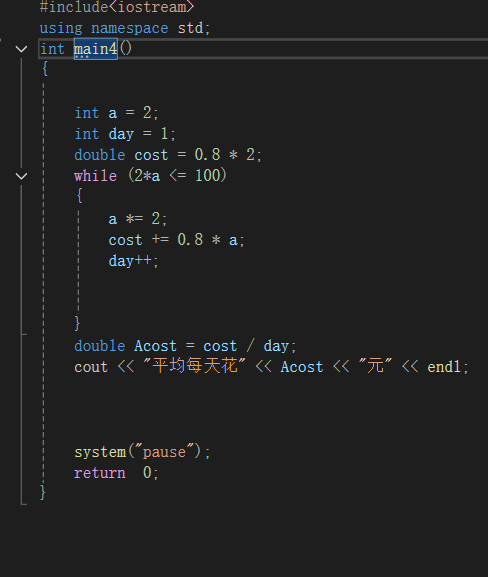 #include<iostream>
using namespace std;
int main4()
{
int a = 2;
int day = 1;
double cost = 0.8 * 2;
while (2*a <= 100)
{
a *= 2;
cost += 0.8 * a;
day++;
}
double Acost = cost / day;
cout << "平均每天花" << Acost << "元" << endl;
system("pause");
return  0;
}